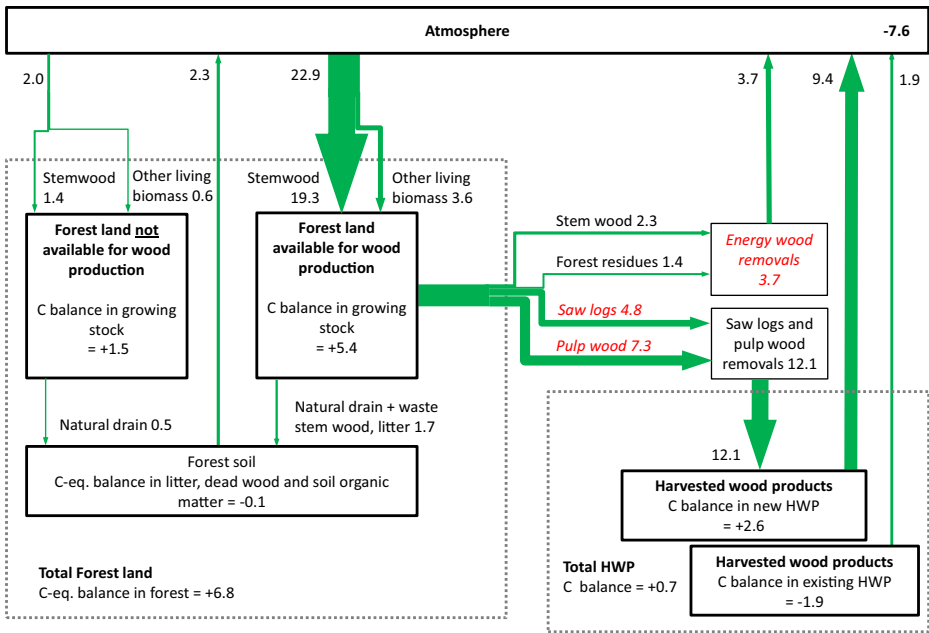 Atmosphere
-7.6
2.0
2.3
22.9
3.7
9.4
1.9
Stemwood
1.4
Other living
biomass 0.6
Stemwood
19.3
Other living
biomass 3.6
Forest land not
available for wood
production
C balance in growing
stock
= +1.5
Forest land
available for wood
production
C balance in growing
stock
= +5.4
Stem wood 2.3
Forest residues 1.4
Saw logs 4.8
Pulp wood 7.3
Energy wood
removals
3.7
Saw logs and
pulp wood
removals 12.1
Natural drain 0.5
Natural drain + waste
stem wood, litter 1.7
Forest soil
C-eq. balance in litter, dead wood and soil organic
matter = -0.1
12.1
Harvested wood products
C balance in new HWP
= +2.6
Total Forest land
C-eq. balance in forest = +6.8
Total HWP
C balance = +0.7
Harvested wood products
C balance in existing HWP
= -1.9